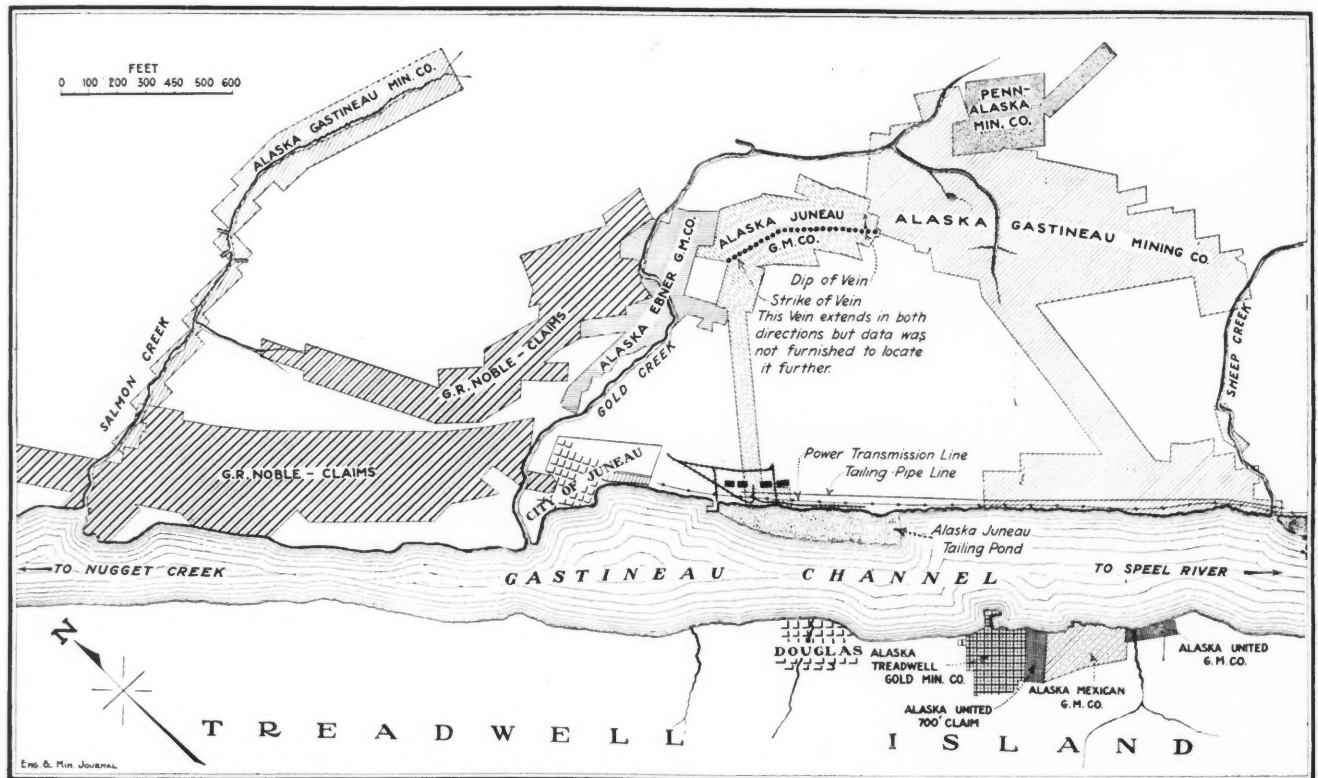 FEET
0 100 200 300 450 500 600
ALASKA GASTINEAU MIN. CO.
PENN-
ALASKA
MIN. CO.
ALASKA JUNEAU
G.M. CO.
ALASKA GASTINEAU MINING CO.
ALASKA EBNER G.M.CO.
Dip of Vein
Strike of Vein
This Vein extends in both
directions but data was
not furnished to locate
it further.
G.R. NOBLE - CLAIMS
SALMON CREEK
GOLD CREEK
SHEEP CREEK
G.R. NOBLE - CLAIMS
CITY OF JUNEAU
Power Transmission Line
Tailing Pipe Line
Alaska Juneau
Tailing Pond
TO NUGGET CREEK
GASTINEAU CHANNEL
TO SPEEL RIVER
N
DOUGLAS
ALASKA
TREADWELL
GOLD MIN. CO.
ALASKA UNITED
700' CLAIM
ALASKA MEXICAN
G.M. CO.
ALASKA UNITED
G.M. CO.
TREADWELL ISLAND
ENG. & MIN. JOURNAL